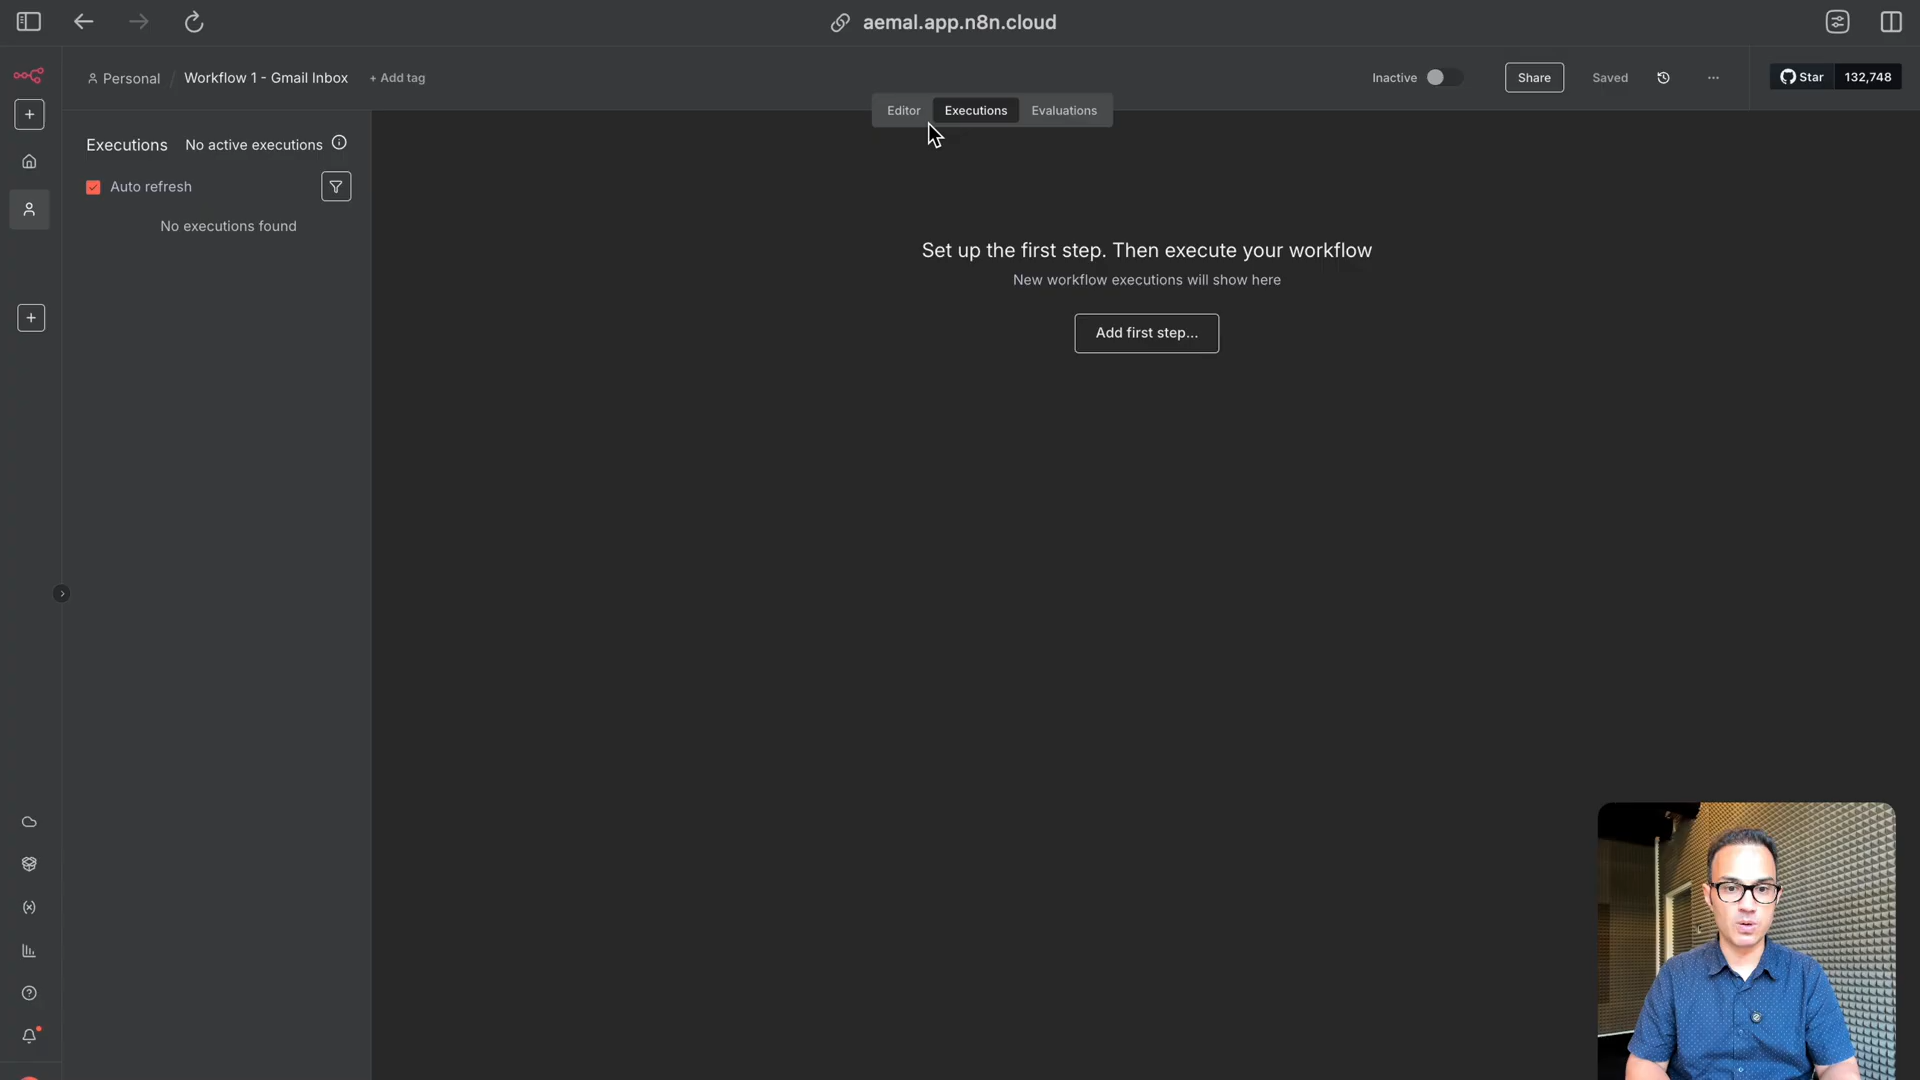 aemal.app.n8n.cloud
Personal / Workflow 1 - Gmail Inbox + Add tag
Inactive
Share
Saved
Star 132,748
Editor Executions Evaluations
Executions No active executions
Auto refresh
No executions found
Set up the first step. Then execute your workflow
New workflow executions will show here
Add first step...